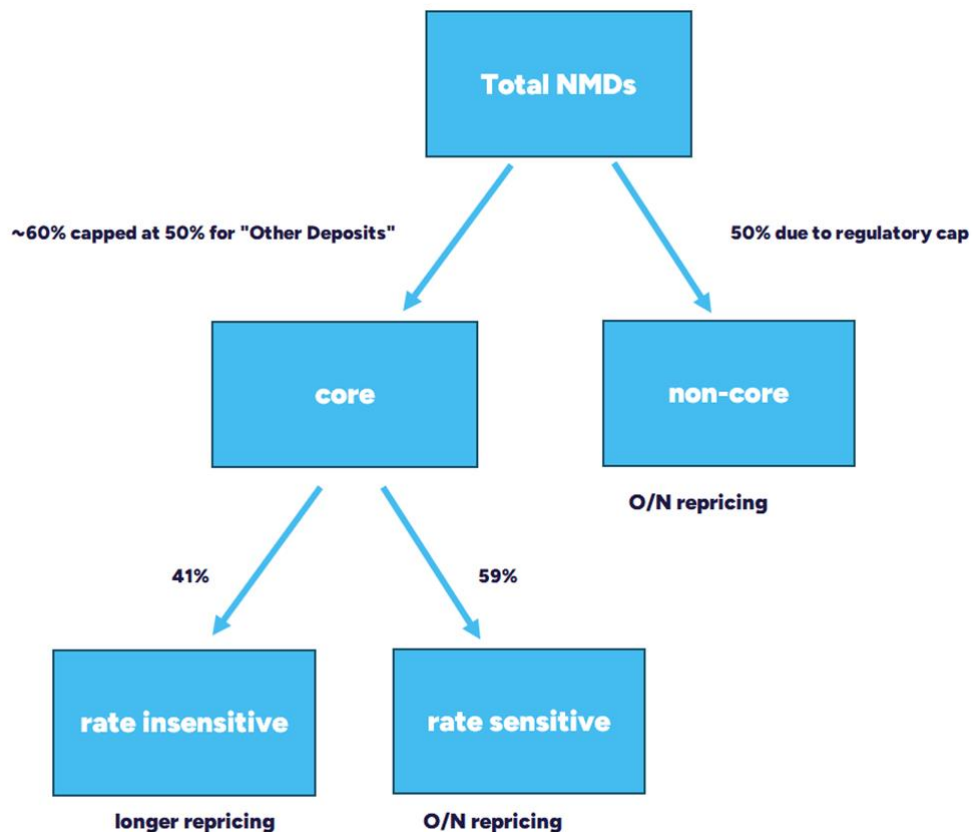 Total NMDs
~60% capped at 50% for "Other Deposits"
50% due to regulatory cap
core
non-core
O/N repricing
41%
59%
rate insensitive
rate sensitive
longer repricing
O/N repricing